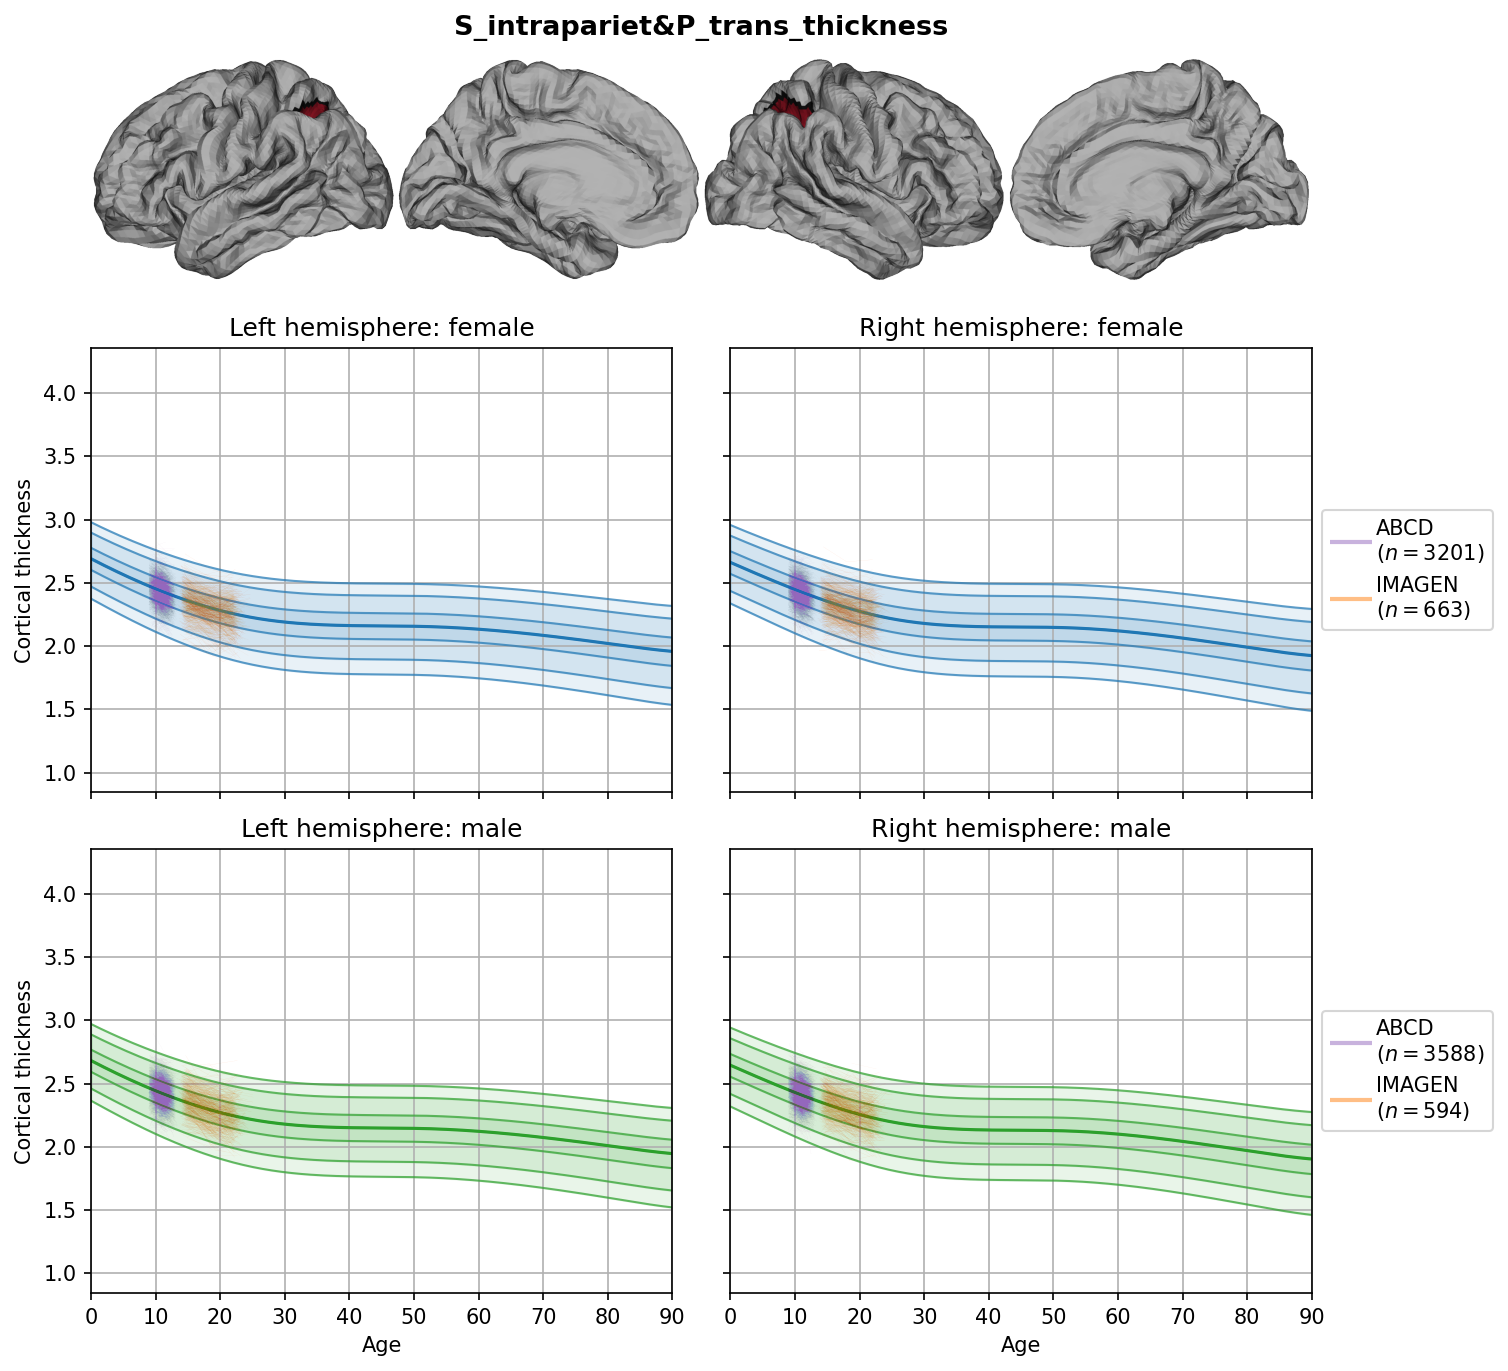 S_intrapariet&P_trans_thickness
Left hemisphere: female
Right hemisphere: female
Cortical thickness
4.0
3.5
3.0
2.5
2.0
1.5
1.0
ABCD
(n = 3201)
IMAGEN
(n = 663)
Left hemisphere: male
Right hemisphere: male
Cortical thickness
4.0
3.5
3.0
2.5
2.0
1.5
1.0
0 10 20 30 40 50 60 70 80 90
0 10 20 30 40 50 60 70 80 90
Age
Age
ABCD
(n = 3588)
IMAGEN
(n = 594)